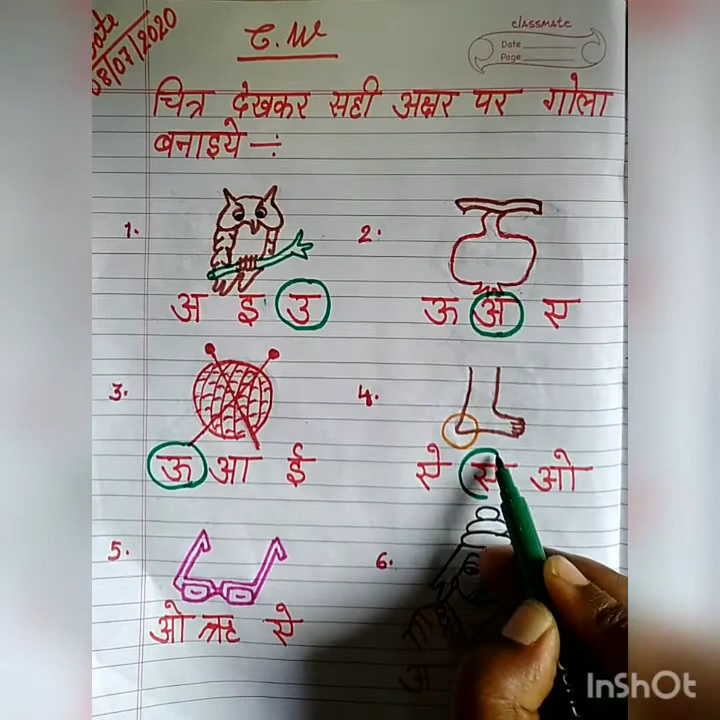 Date
08/07/2020
C.W
CLASSMATE
Date
Page
चित्र देखकर सही अक्षर पर गोला
बनाइये -:
1.
2.
अ इ उ
ऊ अ ए
3.
4.
ऊ आ ई
ऐ ए ओ
5.
6.
ओ ऋ ऐ
अ
InShOt